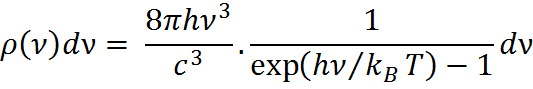 ρ(ν)dν = 8πhν³/c³ . 1/(exp(hν/k_B T) − 1) dν